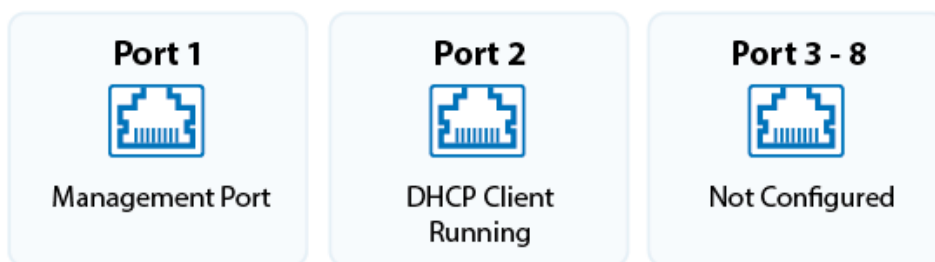 Port 1
Management Port
Port 2
DHCP Client
Running
Port 3 - 8
Not Configured